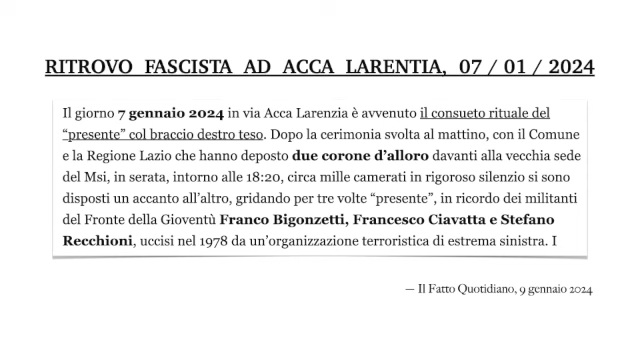 RITROVO FASCISTA AD ACCA LARENTIA, 07 / 01 / 2024
Il giorno 7 gennaio 2024 in via Acca Larenzia è avvenuto il consueto rituale del
“presente” col braccio destro teso. Dopo la cerimonia svolta al mattino, con il Comune
e la Regione Lazio che hanno deposto due corone d’alloro davanti alla vecchia sede
del Msi, in serata, intorno alle 18:20, circa mille camerati in rigoroso silenzio si sono
disposti un accanto all’altro, gridando per tre volte “presente”, in ricordo dei militanti
del Fronte della Gioventù Franco Bigonzetti, Francesco Ciavatta e Stefano
Recchioni, uccisi nel 1978 da un’organizzazione terroristica di estrema sinistra. I
— Il Fatto Quotidiano, 9 gennaio 2024